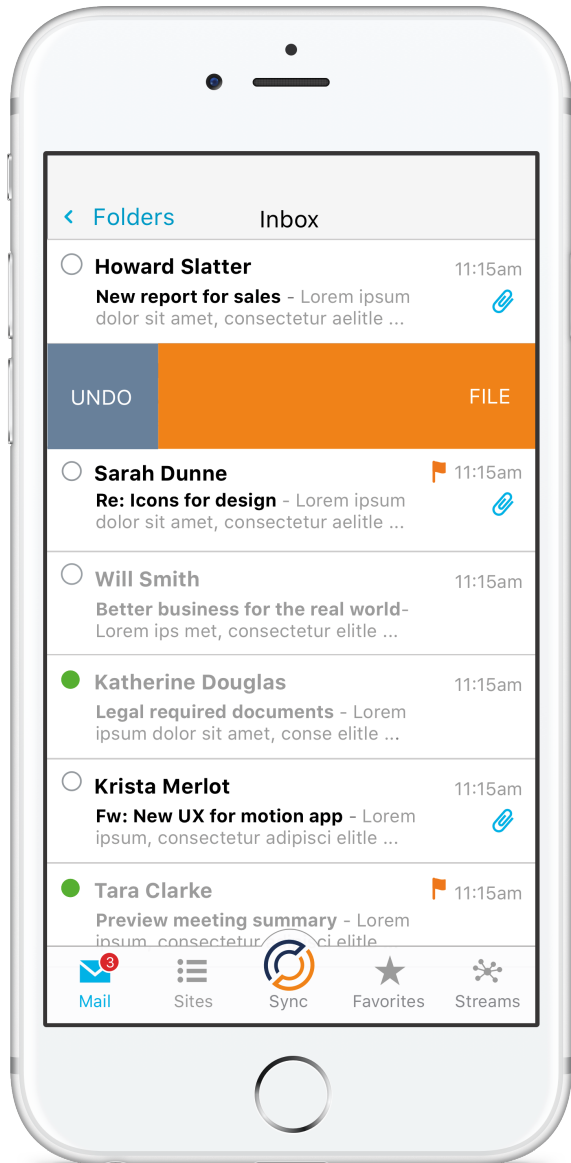 Folders
Inbox
Howard Slatter
11:15am
New report for sales - Lorem ipsum
dolor sit amet, consectetur aelitle ...
UNDO
FILE
Sarah Dunne
11:15am
Re: Icons for design - Lorem ipsum
dolor sit amet, consectetur aelitle ...
Will Smith
11:15am
Better business for the real world-
Lorem ips met, consectetur elitle ...
Katherine Douglas
11:15am
Legal required documents - Lorem
ipsum dolor sit amet, conse elitle ...
Krista Merlot
11:15am
Fw: New UX for motion app - Lorem
ipsum, consectetur adipisci elitle ...
Tara Clarke
11:15am
Preview meeting summary - Lorem
ipsum, consectetur ci elitle
3
Mail
Sites
Sync
Favorites
Streams